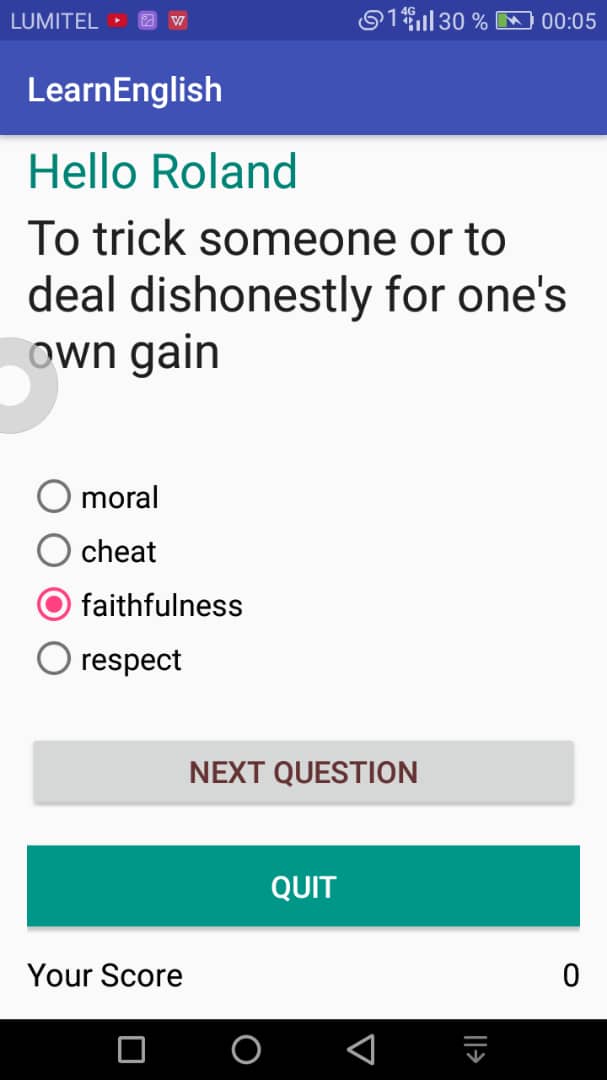 LUMITEL 1 4G 30 % 00:05
LearnEnglish
Hello Roland
To trick someone or to
deal dishonestly for one's
own gain
moral
cheat
faithfulness
respect
NEXT QUESTION
QUIT
Your Score 0